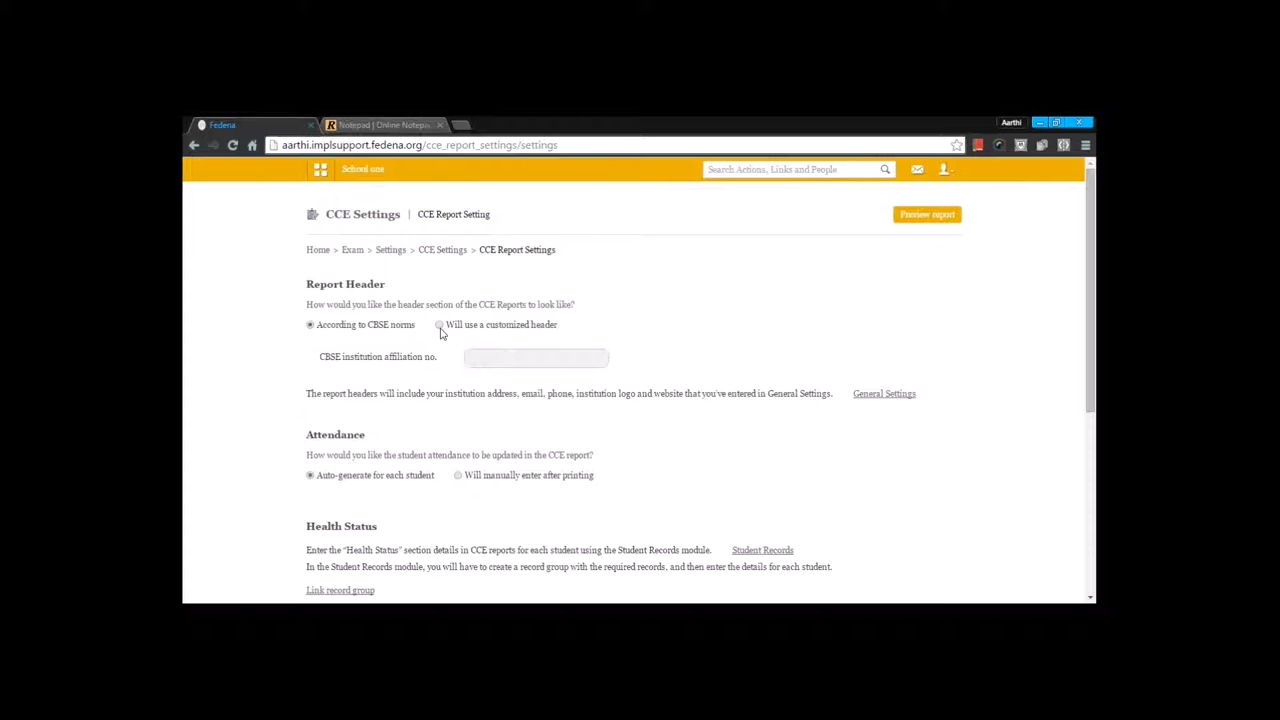 Fedena
Notepad | Online Notepa
Aarthi
aarthi.implsupport.fedena.org/cce_report_settings/settings
School one
Search Actions, Links and People
CCE Settings | CCE Report Setting
Preview report
Home > Exam > Settings > CCE Settings > CCE Report Settings
Report Header
How would you like the header section of the CCE Reports to look like?
According to CBSE norms Will use a customized header
CBSE institution affiliation no.
The report headers will include your institution address, email, phone, institution logo and website that you've entered in General Settings. General Settings
Attendance
How would you like the student attendance to be updated in the CCE report?
Auto-generate for each student Will manually enter after printing
Health Status
Enter the “Health Status” section details in CCE reports for each student using the Student Records module. Student Records
In the Student Records module, you will have to create a record group with the required records, and then enter the details for each student.
Link record group